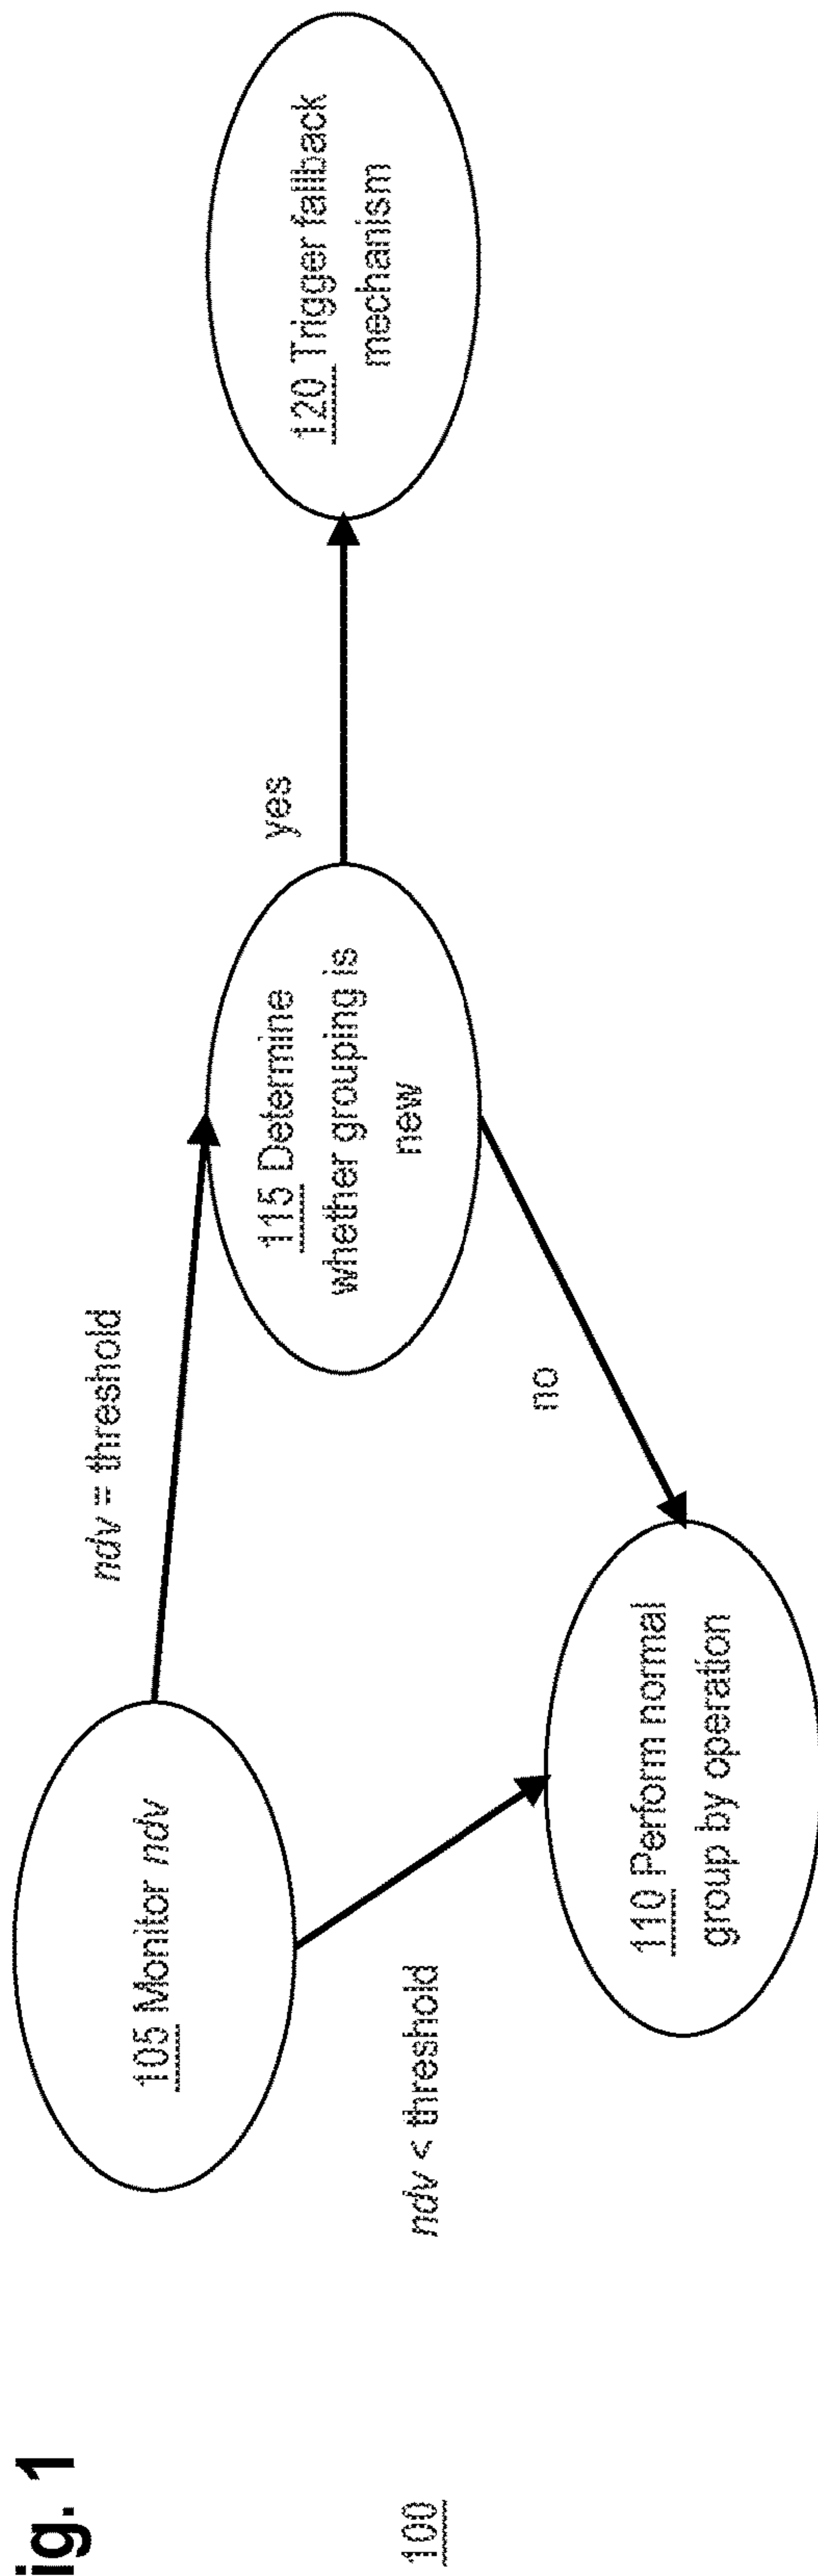 ig. 1
100
105 Monitor ndv
ndv = threshold
ndv < threshold
110 Perform normal
group by operation
115 Determine
whether grouping is
new
no
yes
120 Trigger fallback
mechanism